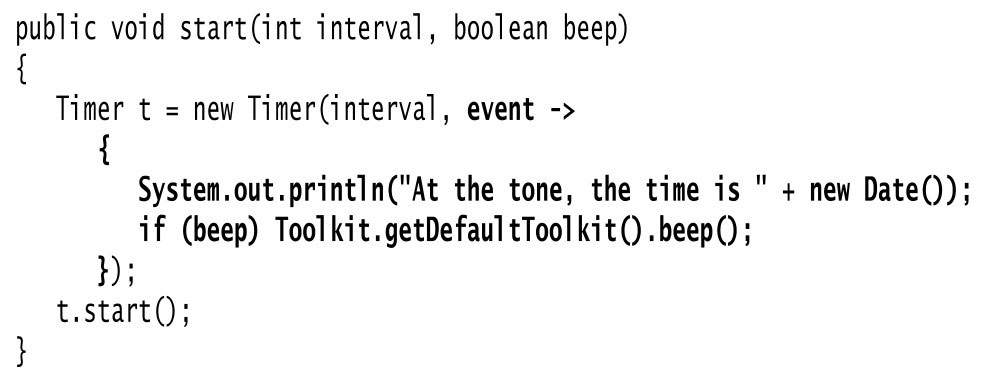 public void start(int interval, boolean beep)
{
   Timer t = new Timer(interval, event ->
      {
         System.out.println("At the tone, the time is " + new Date());
         if (beep) Toolkit.getDefaultToolkit().beep();
      });
   t.start();
}